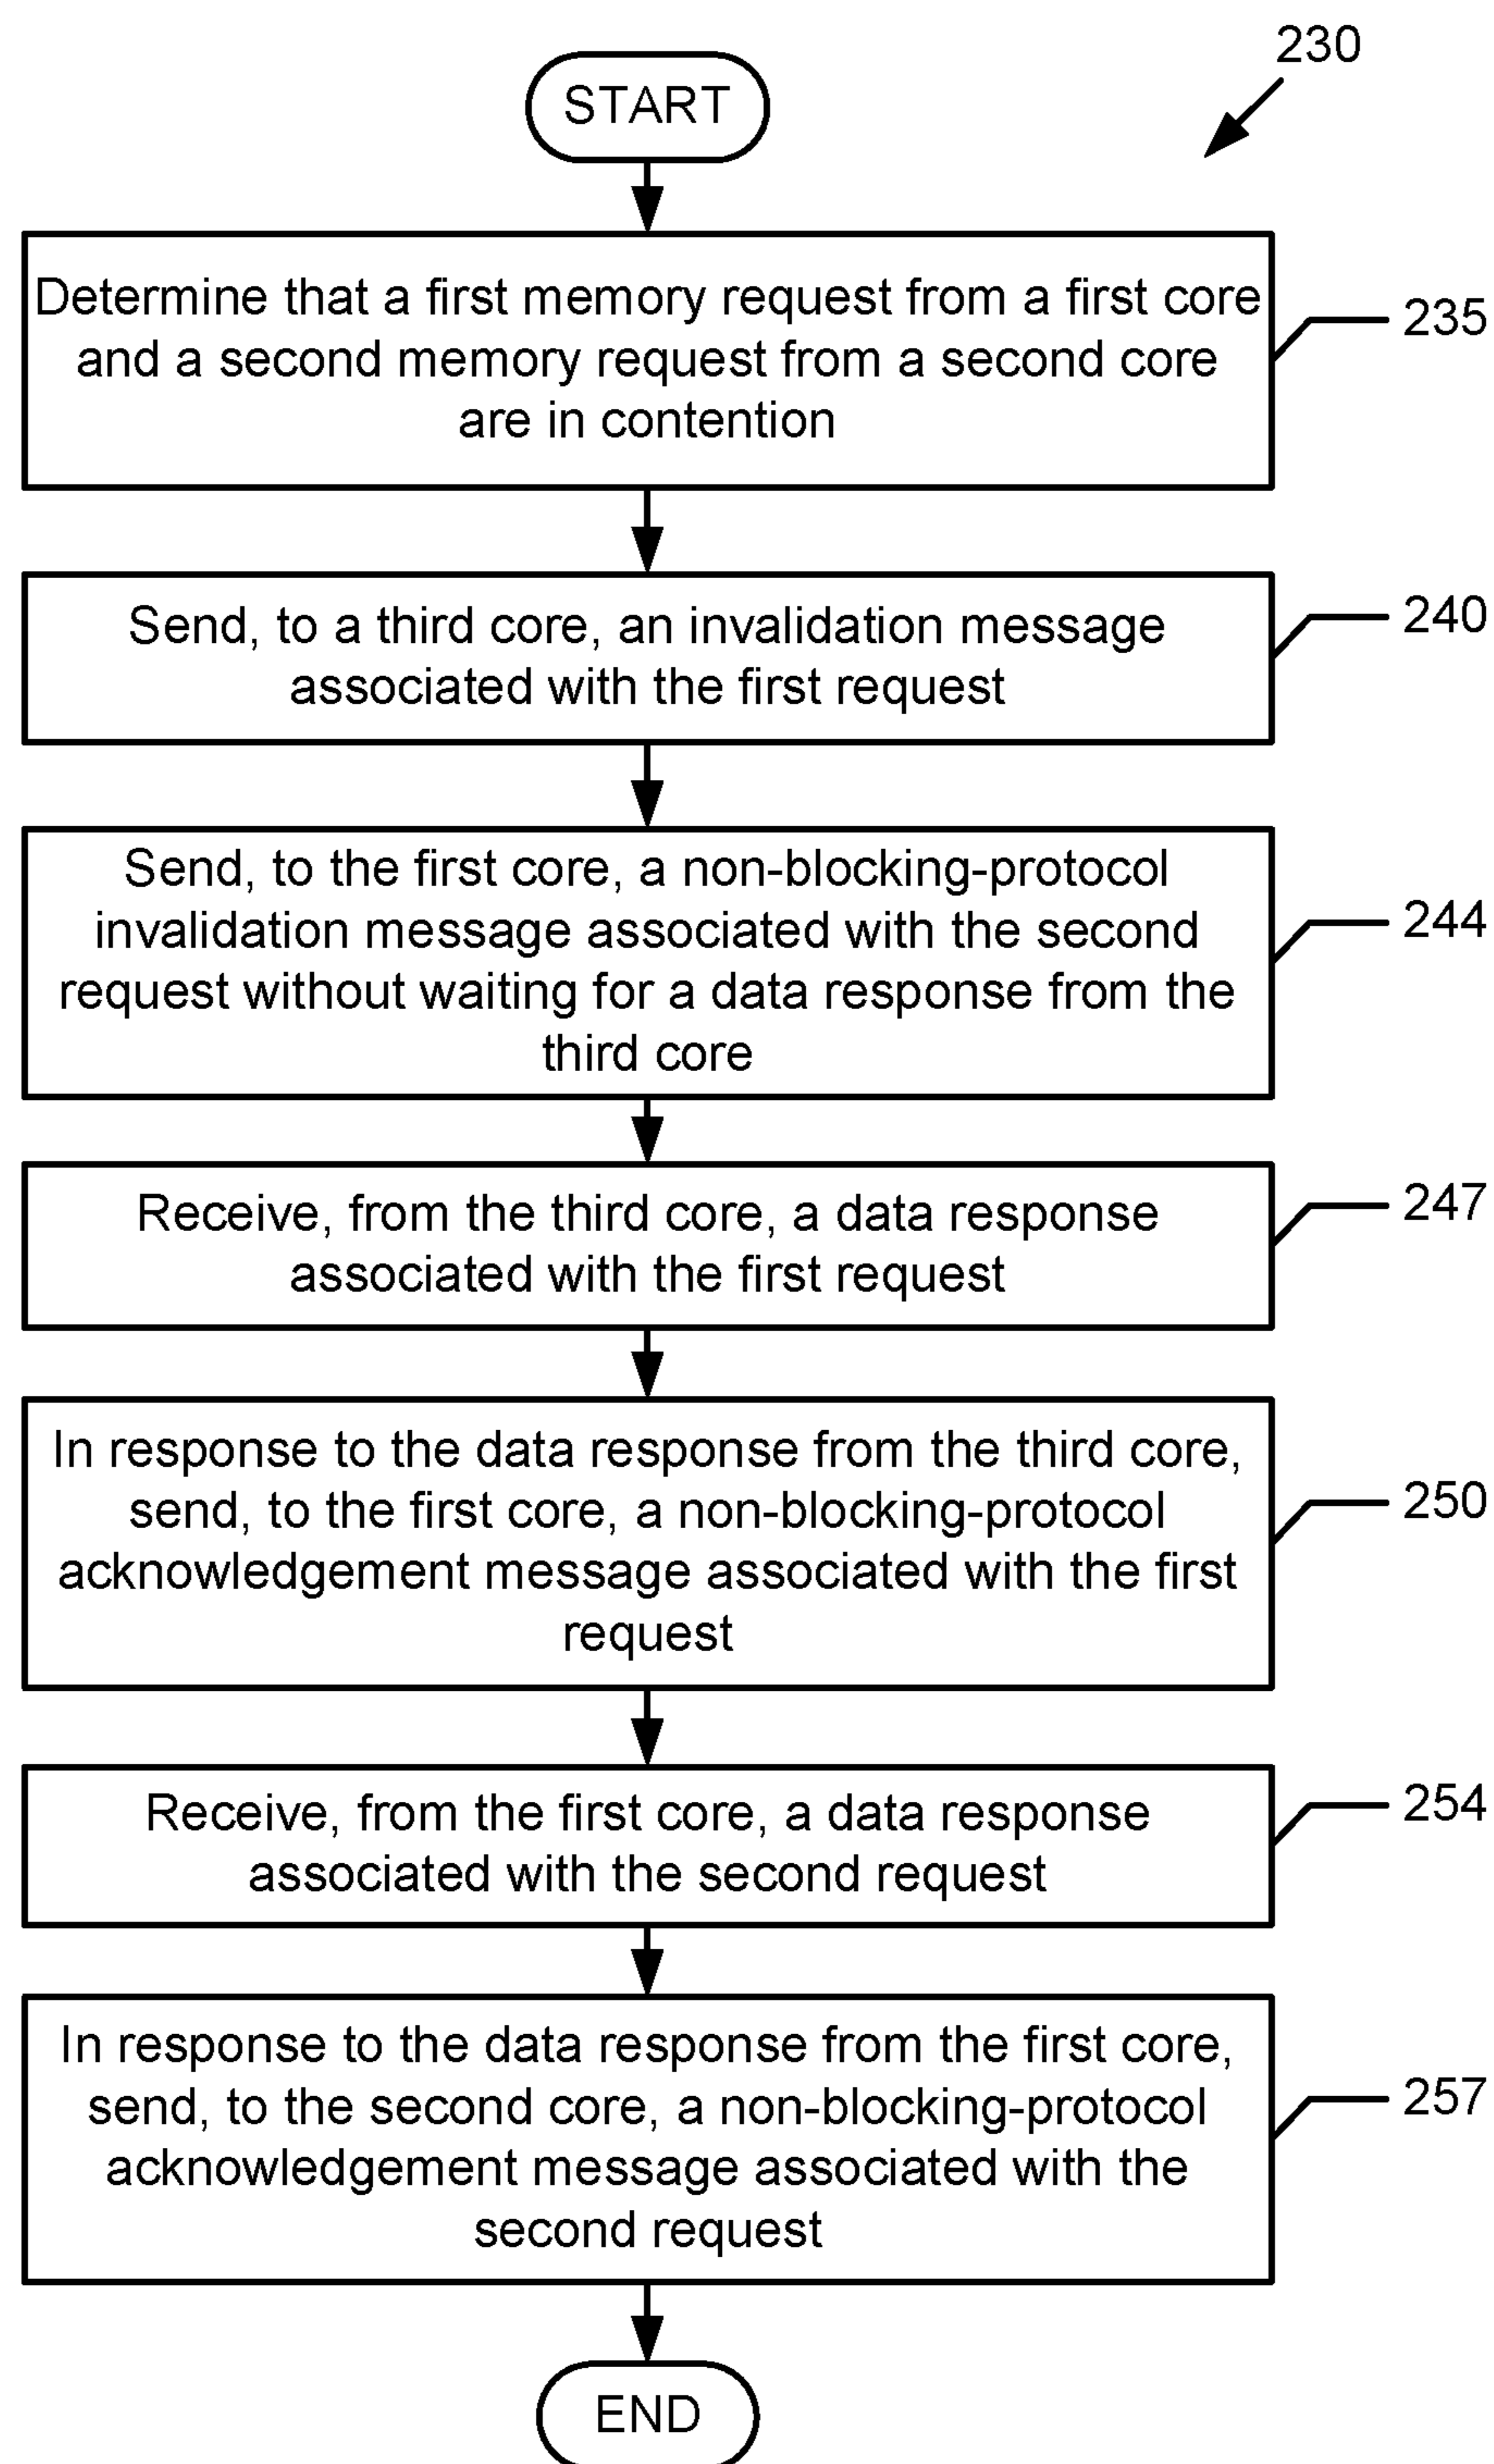 230
START
Determine that a first memory request from a first core
and a second memory request from a second core
are in contention
235
Send, to a third core, an invalidation message
associated with the first request
240
Send, to the first core, a non-blocking-protocol
invalidation message associated with the second
request without waiting for a data response from the
third core
244
Receive, from the third core, a data response
associated with the first request
247
In response to the data response from the third core,
send, to the first core, a non-blocking-protocol
acknowledgement message associated with the first
request
250
Receive, from the first core, a data response
associated with the second request
254
In response to the data response from the first core,
send, to the second core, a non-blocking-protocol
acknowledgement message associated with the
second request
257
END